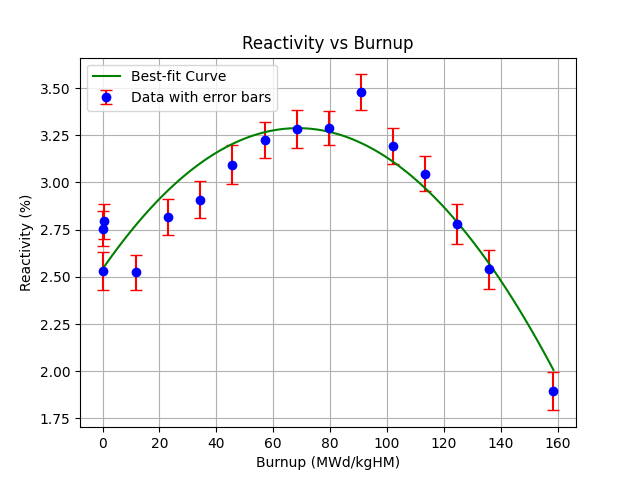 Reactivity vs Burnup
Best-fit Curve
Data with error bars
Reactivity (%)
3.50
3.25
3.00
2.75
2.50
2.25
2.00
1.75
0 20 40 60 80 100 120 140 160
Burnup (MWd/kgHM)